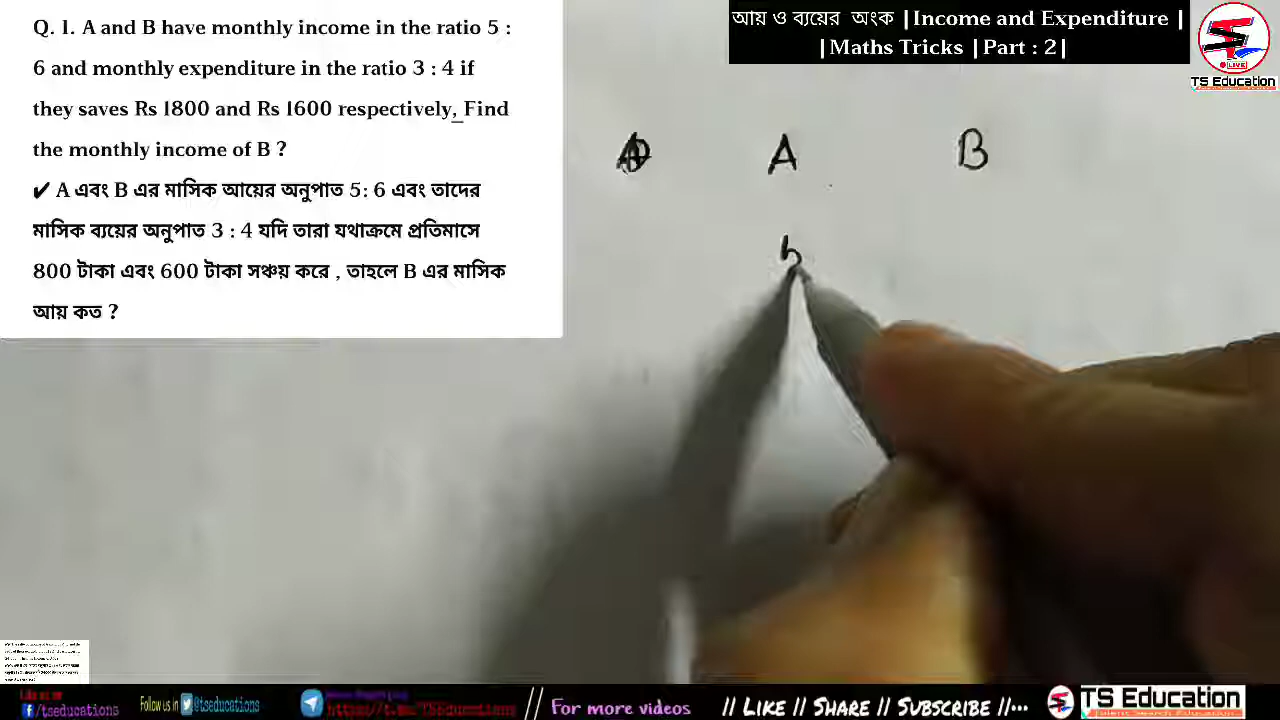 Q. 1. A and B have monthly income in the ratio 5 :
6 and monthly expenditure in the ratio 3 : 4 if
they saves Rs 1800 and Rs 1600 respectively, Find
the monthly income of B ?
✔ A এবং B এর মাসিক আয়ের অনুপাত 5: 6 এবং তাদের
মাসিক ব্যয়ের অনুপাত 3 : 4 যদি তারা যথাক্রমে প্রতিমাসে
800 টাকা এবং 600 টাকা সঞ্চয় করে , তাহলে B এর মাসিক
আয় কত ?
আয় ও ব্যয়ের অংক |Income and Expenditure |
|Maths Tricks |Part : 2|
LIVE
TS Education
A B
5
/tseducations
Follow us in @tseducations
// For more videos
// Like // Share // Subscribe //...
TS Education